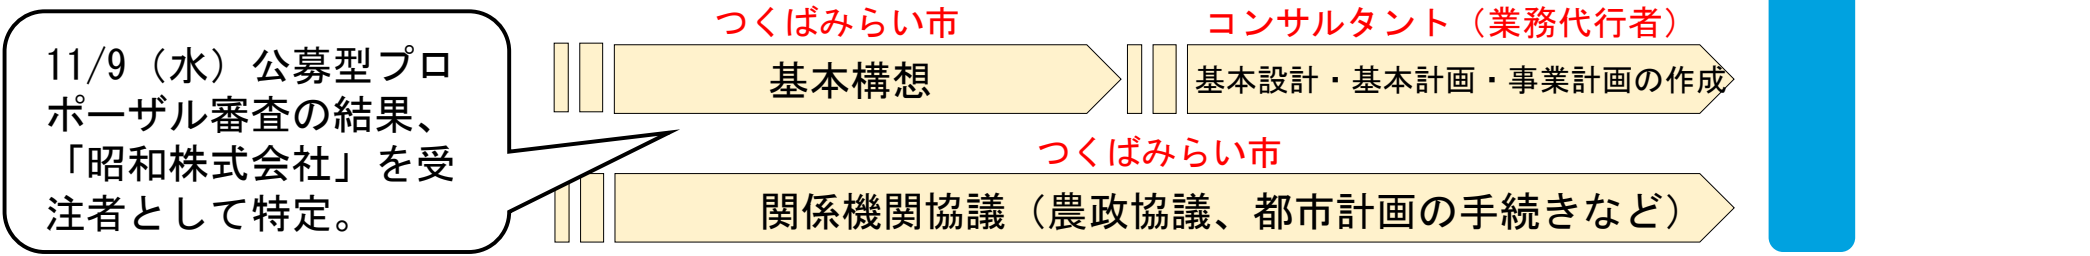 11/9（水）公募型プロ
ポーザル審査の結果、
「昭和株式会社」を受
注者として特定。
つくばみらい市
コンサルタント（業務代行者）
基本構想
基本設計・基本計画・事業計画の作成
つくばみらい市
関係機関協議（農政協議、都市計画の手続きなど）